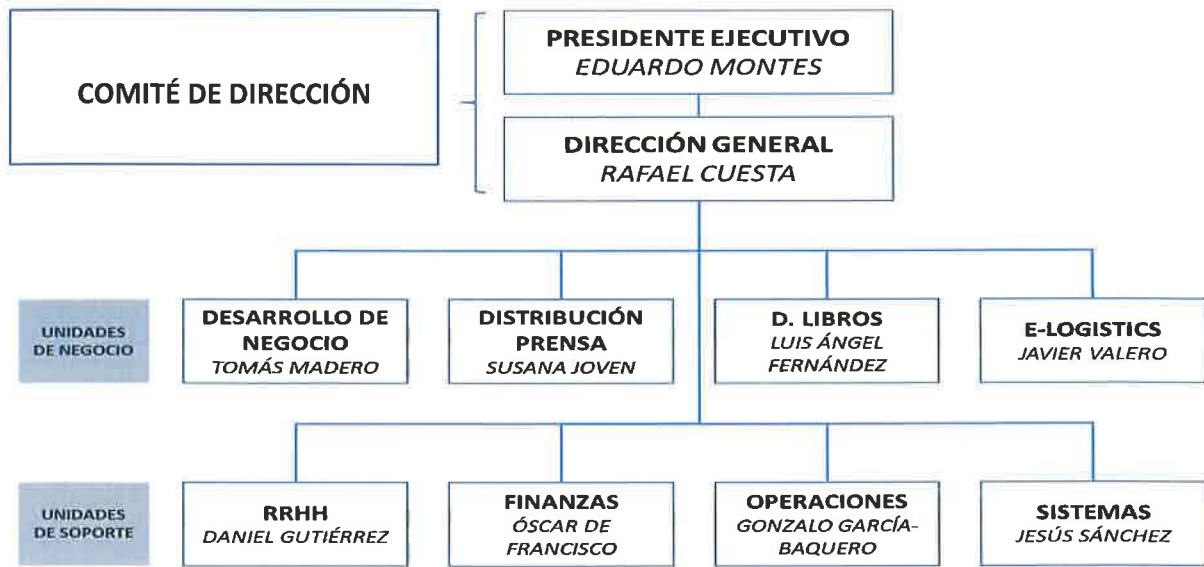 COMITÉ DE DIRECCIÓN
PRESIDENTE EJECUTIVO
EDUARDO MONTES
DIRECCIÓN GENERAL
RAFAEL CUESTA
UNIDADES
DE NEGOCIO
DESARROLLO DE
NEGOCIO
TOMÁS MADERO
DISTRIBUCIÓN
PRENSA
SUSANA JOVEN
D. LIBROS
LUIS ÁNGEL
FERNÁNDEZ
E-LOGISTICS
JAVIER VALERO
UNIDADES
DE SOPORTE
RRHH
DANIEL GUTIÉRREZ
FINANZAS
ÓSCAR DE
FRANCISCO
OPERACIONES
GONZALO GARCÍA-
BAQUERO
SISTEMAS
JESÚS SÁNCHEZ